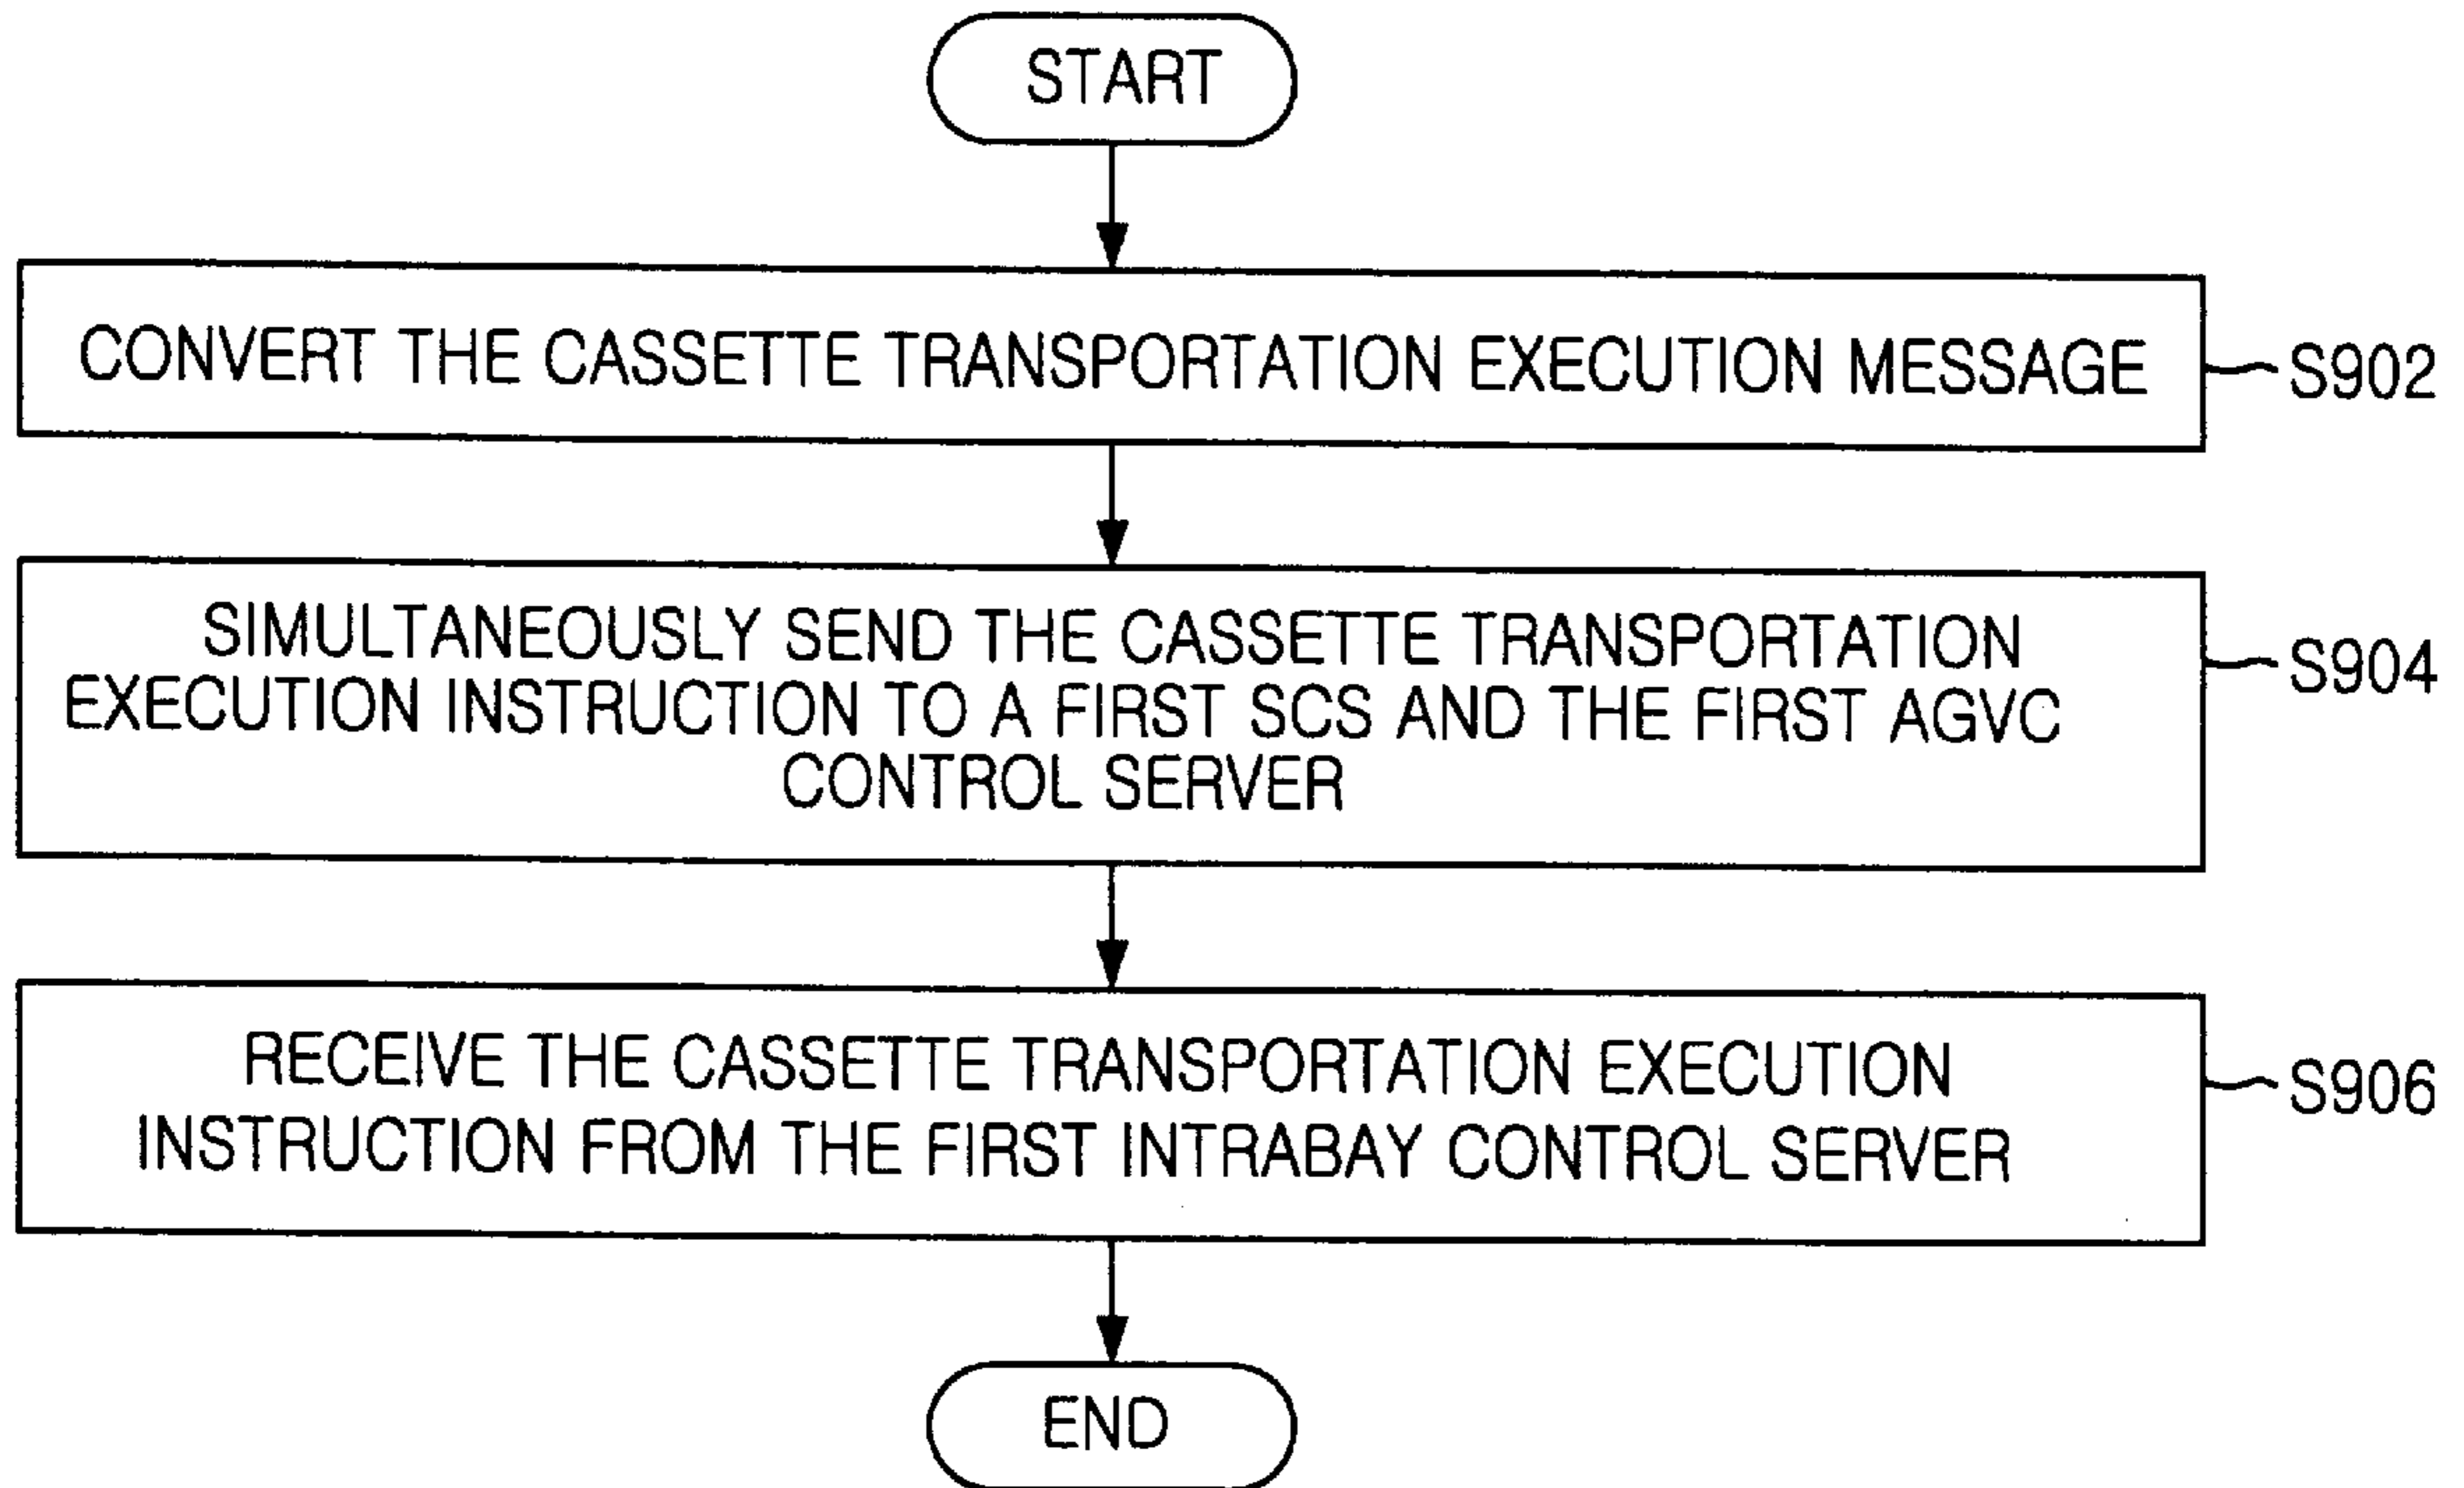 START
CONVERT THE CASSETTE TRANSPORTATION EXECUTION MESSAGE
S902
SIMULTANEOUSLY SEND THE CASSETTE TRANSPORTATION
EXECUTION INSTRUCTION TO A FIRST SCS AND THE FIRST AGVC
CONTROL SERVER
S904
RECEIVE THE CASSETTE TRANSPORTATION EXECUTION
INSTRUCTION FROM THE FIRST INTRABAY CONTROL SERVER
S906
END